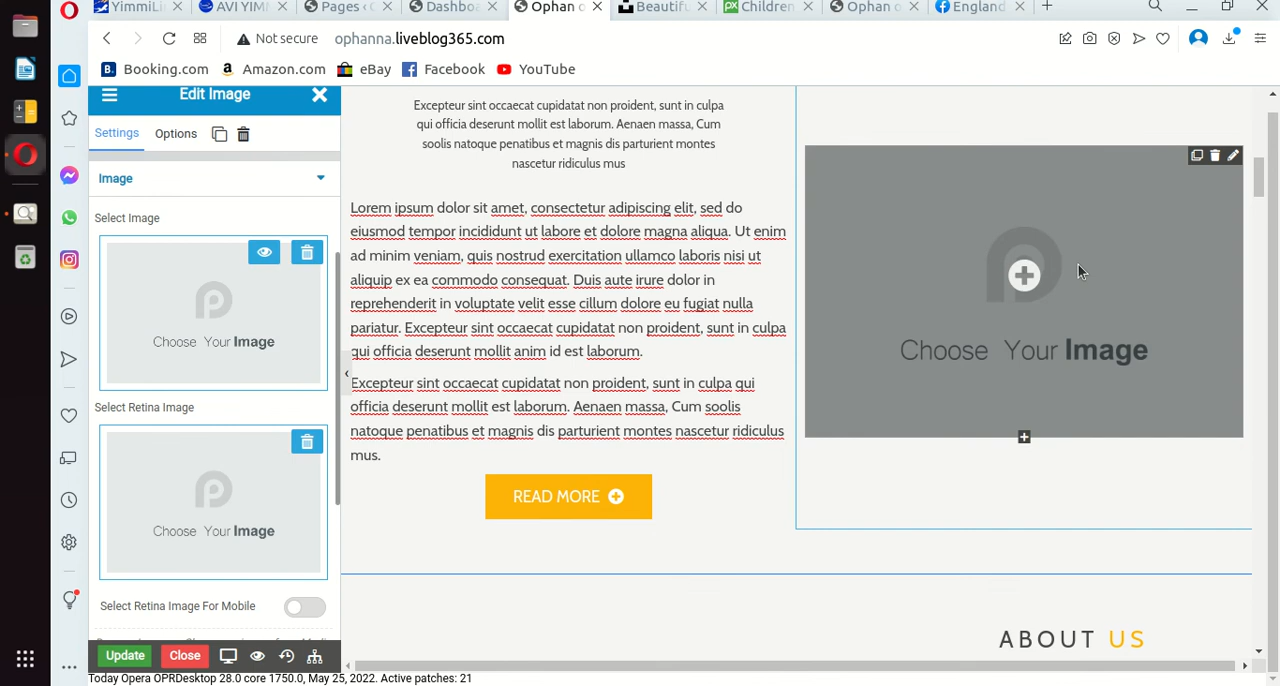 YimmiLi
AVI YIMM
Pages ‹ C
Dashboa
Ophan o
Beautifu
Children
Ophan o
England
Not secure
ophanna.liveblog365.com
B. Booking.com
a Amazon.com
eBay
Facebook
YouTube
Edit Image
Settings
Options
Image
Select Image
Choose Your Image
Select Retina Image
Choose Your Image
Select Retina Image For Mobile
Update
Close
Excepteur sint occaecat cupidatat non proident, sunt in culpa
qui officia deserunt mollit est laborum. Aenaen massa, Cum
soolis natoque penatibus et magnis dis parturient montes
nascetur ridiculus mus
Lorem ipsum dolor sit amet, consectetur adipiscing elit, sed do
eiusmod tempor incididunt ut labore et dolore magna aliqua. Ut enim
ad minim veniam, quis nostrud exercitation ullamco laboris nisi ut
aliquip ex ea commodo consequat. Duis aute irure dolor in
reprehenderit in voluptate velit esse cillum dolore eu fugiat nulla
pariatur. Excepteur sint occaecat cupidatat non proident, sunt in culpa
qui officia deserunt mollit anim id est laborum.
Excepteur sint occaecat cupidatat non proident, sunt in culpa qui
officia deserunt mollit est laborum. Aenaen massa, Cum soolis
natoque penatibus et magnis dis parturient montes nascetur ridiculus
mus.
READ MORE
Choose Your Image
ABOUT US
Today Opera OPRDesktop 28.0 core 1750.0, May 25, 2022. Active patches: 21